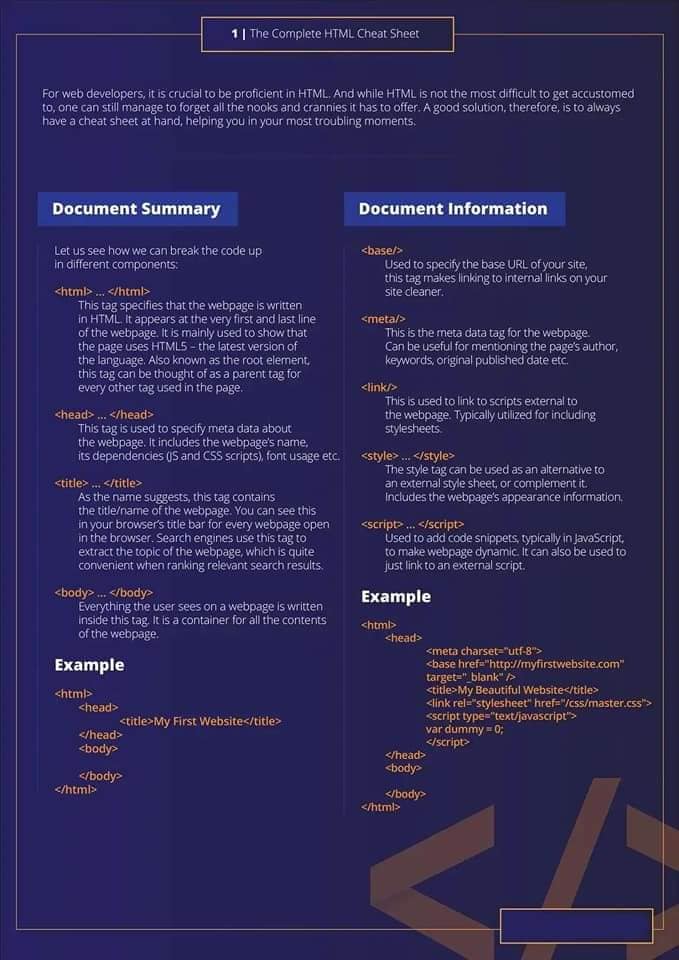 1 | The Complete HTML Cheat Sheet
For web developers, it is crucial to be proficient in HTML. And while HTML is not the most difficult to get accustomed
to, one can still manage to forget all the nooks and crannies it has to offer. A good solution, therefore, is to always
have a cheat sheet at hand, helping you in your most troubling moments.
Document Summary
Let us see how we can break the code up
in different components:
<html> ... </html>
This tag specifies that the webpage is written
in HTML. It appears at the very first and last line
of the webpage. It is mainly used to show that
the page uses HTML5 – the latest version of
the language. Also known as the root element,
this tag can be thought of as a parent tag for
every other tag used in the page.
<head> ... </head>
This tag is used to specify meta data about
the webpage. It includes the webpage's name,
its dependencies (JS and CSS scripts), font usage etc.
<title> ... </title>
As the name suggests, this tag contains
the title/name of the webpage. You can see this
in your browser's title bar for every webpage open
in the browser. Search engines use this tag to
extract the topic of the webpage, which is quite
convenient when ranking relevant search results.
<body> ... </body>
Everything the user sees on a webpage is written
inside this tag. It is a container for all the contents
of the webpage.
Example
<html>
<head>
<title>My First Website</title>
</head>
<body>
</body>
</html>
Document Information
<base/>
Used to specify the base URL of your site,
this tag makes linking to internal links on your
site cleaner.
<meta/>
This is the meta data tag for the webpage.
Can be useful for mentioning the page's author,
keywords, original published date etc.
<link/>
This is used to link to scripts external to
the webpage. Typically utilized for including
stylesheets.
<style> ... </style>
The style tag can be used as an alternative to
an external style sheet, or complement it.
Includes the webpage's appearance information.
<script> ... </script>
Used to add code snippets, typically in JavaScript,
to make webpage dynamic. It can also be used to
just link to an external script.
Example
<html>
<head>
<meta charset="utf-8">
<base href="http://myfirstwebsite.com"
target="_blank" />
<title>My Beautiful Website</title>
<link rel="stylesheet" href="/css/master.css">
<script type="text/javascript">
var dummy = 0;
</script>
</head>
<body>
</body>
</html>